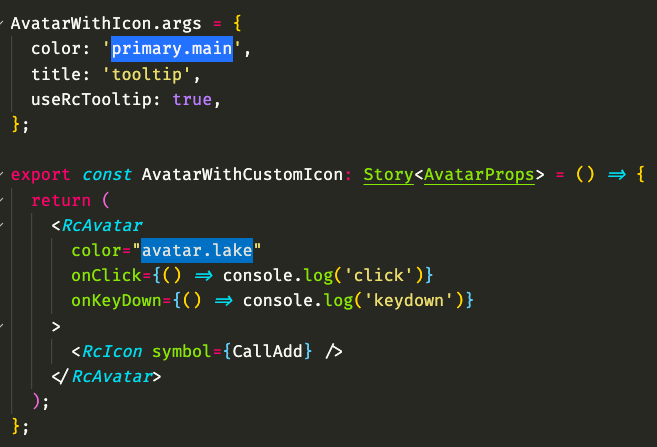 AvatarWithIcon.args = {
color: 'primary.main',
title: 'tooltip',
useRcTooltip: true,
};
export const AvatarWithCustomIcon: Story<AvatarProps> = () => {
return (
<RcAvatar
color="avatar.lake"
onClick={() => console.log('click')}
onKeyDown={() => console.log('keydown')}
>
<RcIcon symbol={CallAdd} />
</RcAvatar>
);
};